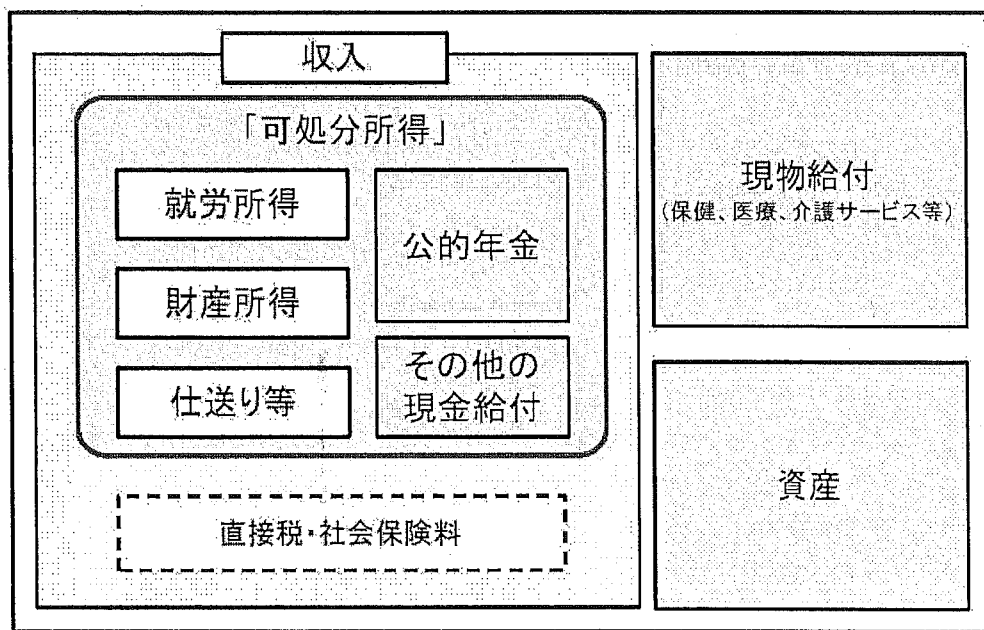 収入
「可処分所得」
就労所得
財産所得
仕送り等
公的年金
その他の
現金給付
直接税・社会保険料
現物給付
(保健、医療、介護サービス等)
資産